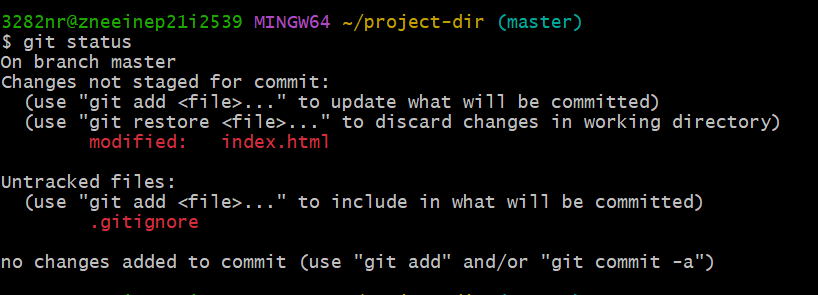 3282nr@zneeinep21i2539 MINGW64 ~/project-dir (master)
$ git status
On branch master
Changes not staged for commit:
  (use "git add <file>..." to update what will be committed)
  (use "git restore <file>..." to discard changes in working directory)
        modified:   index.html

Untracked files:
  (use "git add <file>..." to include in what will be committed)
        .gitignore

no changes added to commit (use "git add" and/or "git commit -a")